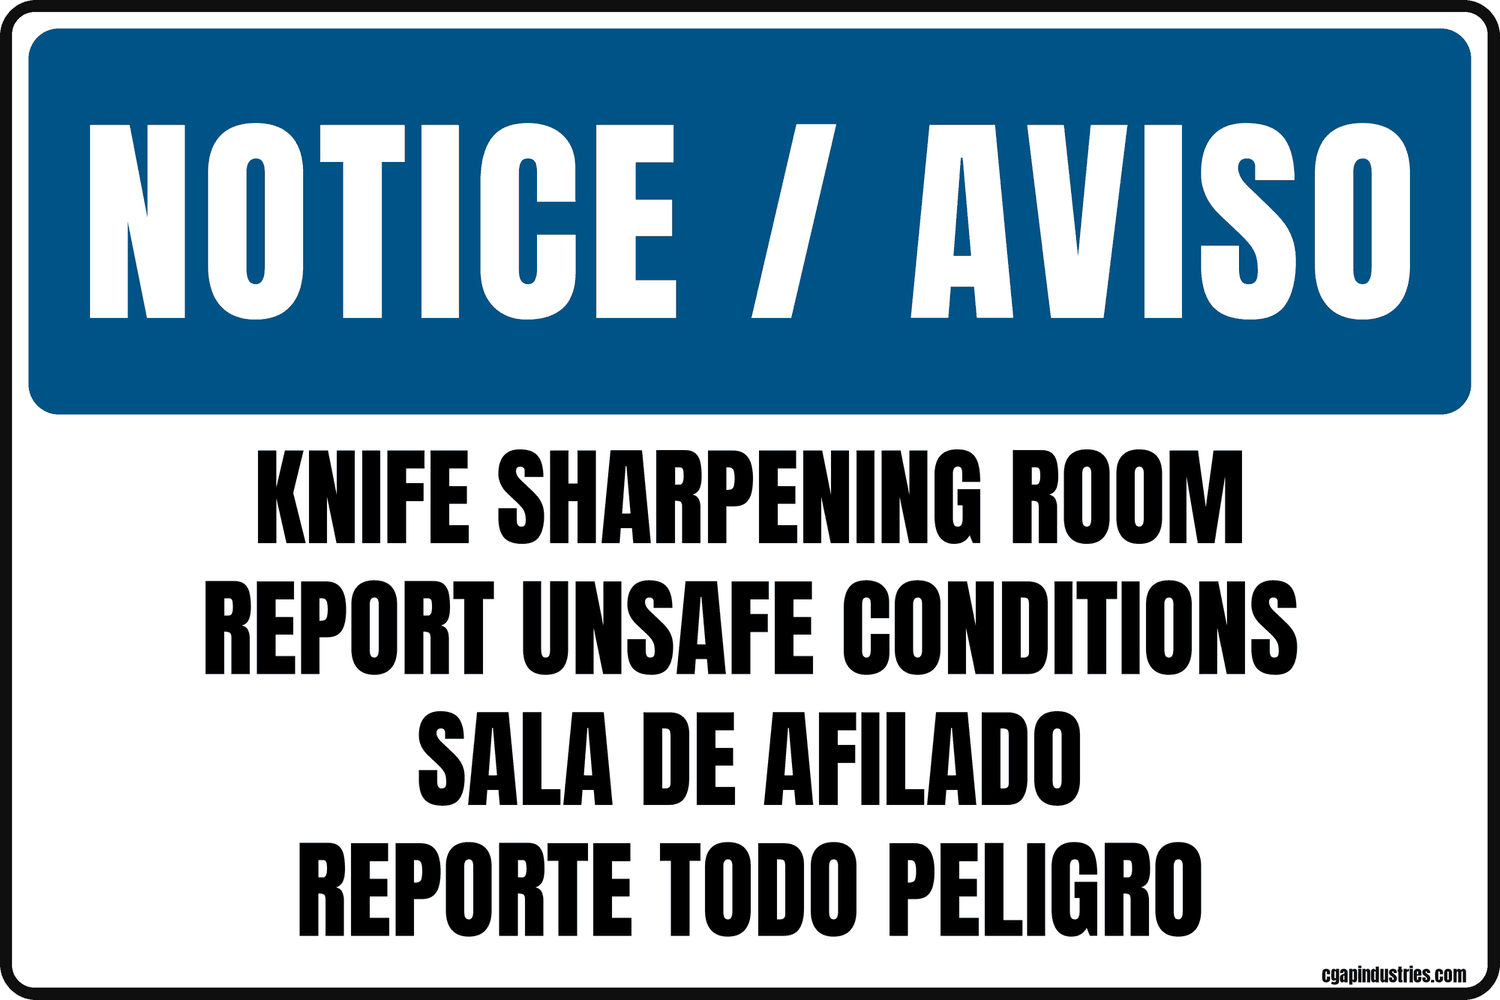 NOTICE / AVISO
KNIFE SHARPENING ROOM
REPORT UNSAFE CONDITIONS
SALA DE AFILADO
REPORTE TODO PELIGRO
cgapindustries.com